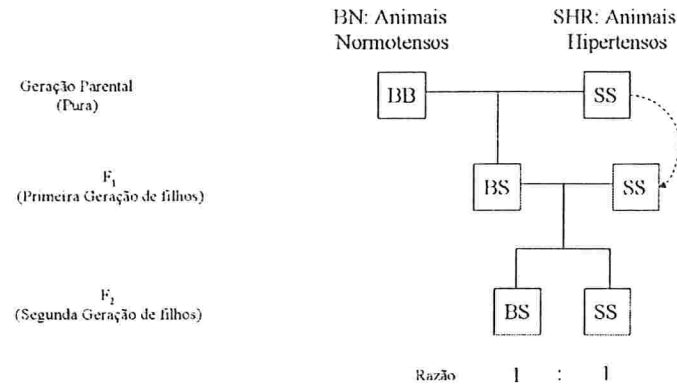 BN: Animais
Normotensos
SHR: Animais
Hipertensos
Geração Parental
(Pura)
BB
SS
F1
(Primeira Geração de filhos)
BS
SS
F2
(Segunda Geração de filhos)
BS
SS
Razão 1 : 1